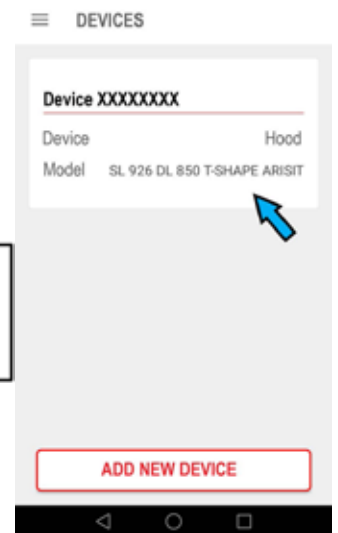 DEVICES
Device XXXXXXXX
Device Hood
Model SL 926 DL 850 T-SHAPE ARISIT
ADD NEW DEVICE